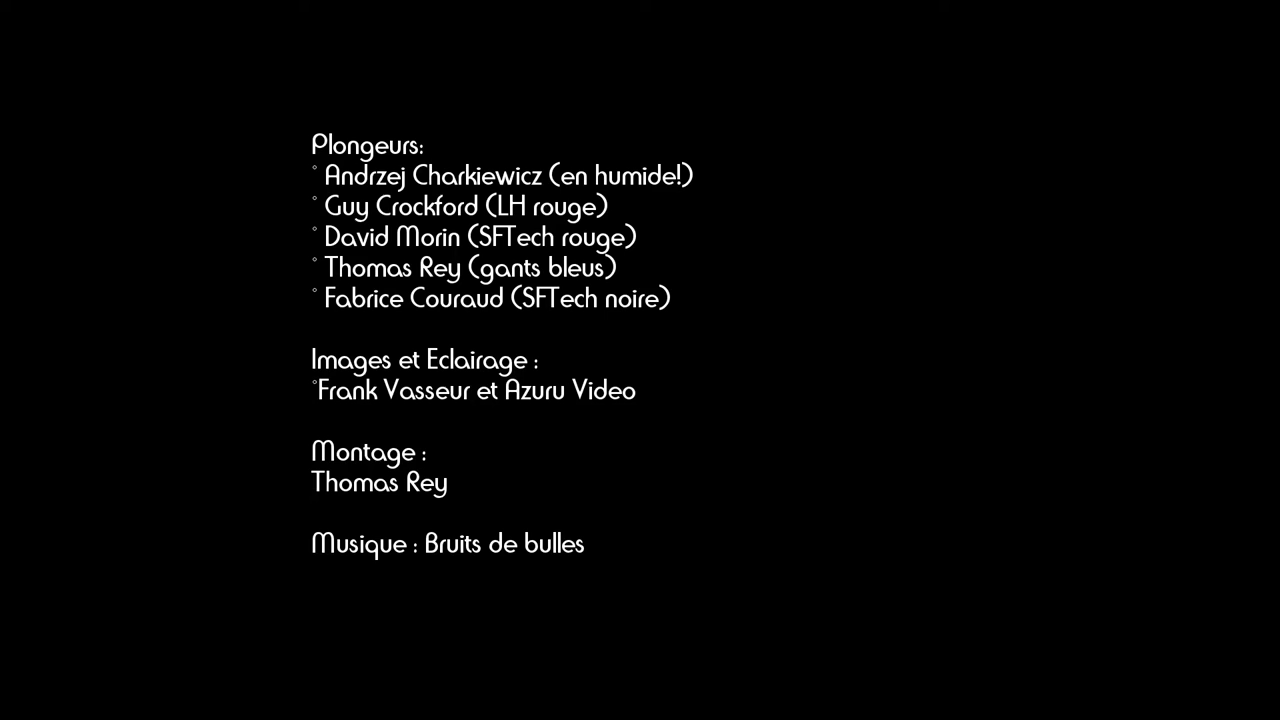 Plongeurs:
° Andrzej Charkiewicz (en humide!)
° Guy Crockford (LH rouge)
° David Morin (SFTech rouge)
° Thomas Rey (gants bleus)
° Fabrice Couraud (SFTech noire)
Images et Eclairage :
°Frank Vasseur et Azuru Video
Montage :
Thomas Rey
Musique : Bruits de bulles